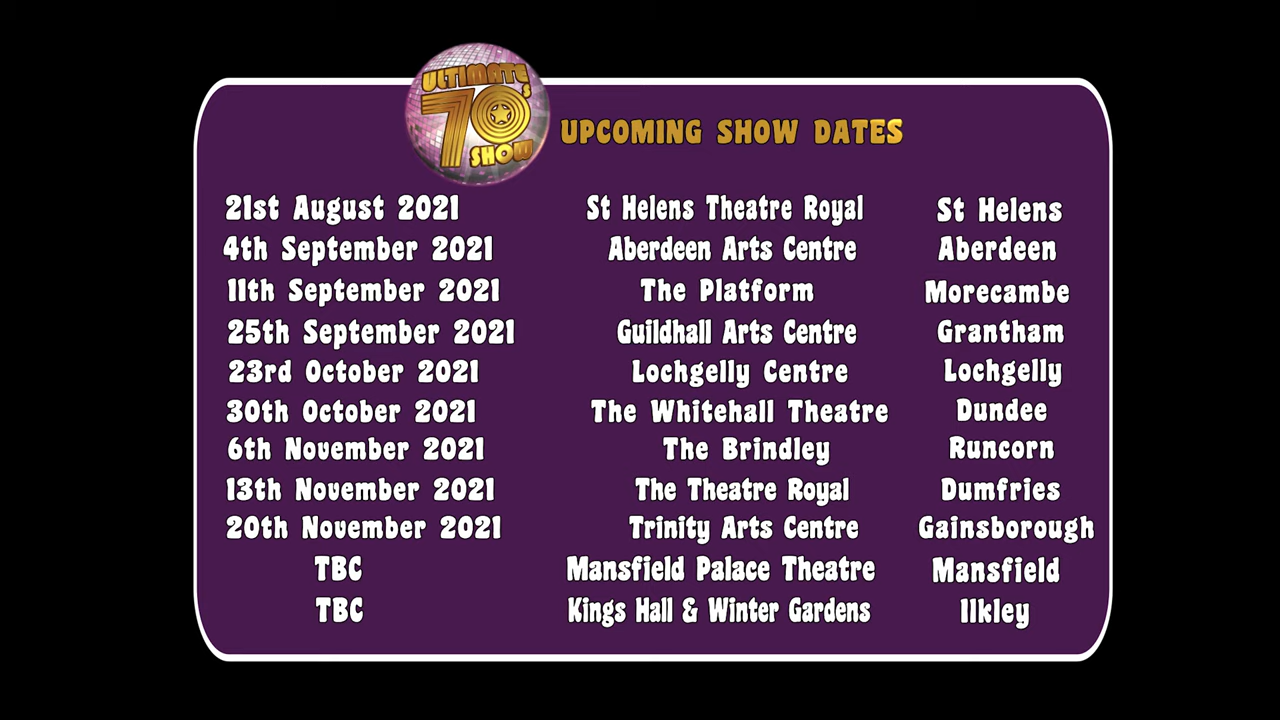 ULTIMATE
70's
SHOW
UPCOMING SHOW DATES
21st August 2021 St Helens Theatre Royal St Helens
4th September 2021 Aberdeen Arts Centre Aberdeen
11th September 2021 The Platform Morecambe
25th September 2021 Guildhall Arts Centre Grantham
23rd October 2021 Lochgelly Centre Lochgelly
30th October 2021 The Whitehall Theatre Dundee
6th November 2021 The Brindley Runcorn
13th November 2021 The Theatre Royal Dumfries
20th November 2021 Trinity Arts Centre Gainsborough
TBC Mansfield Palace Theatre Mansfield
TBC Kings Hall & Winter Gardens Ilkley